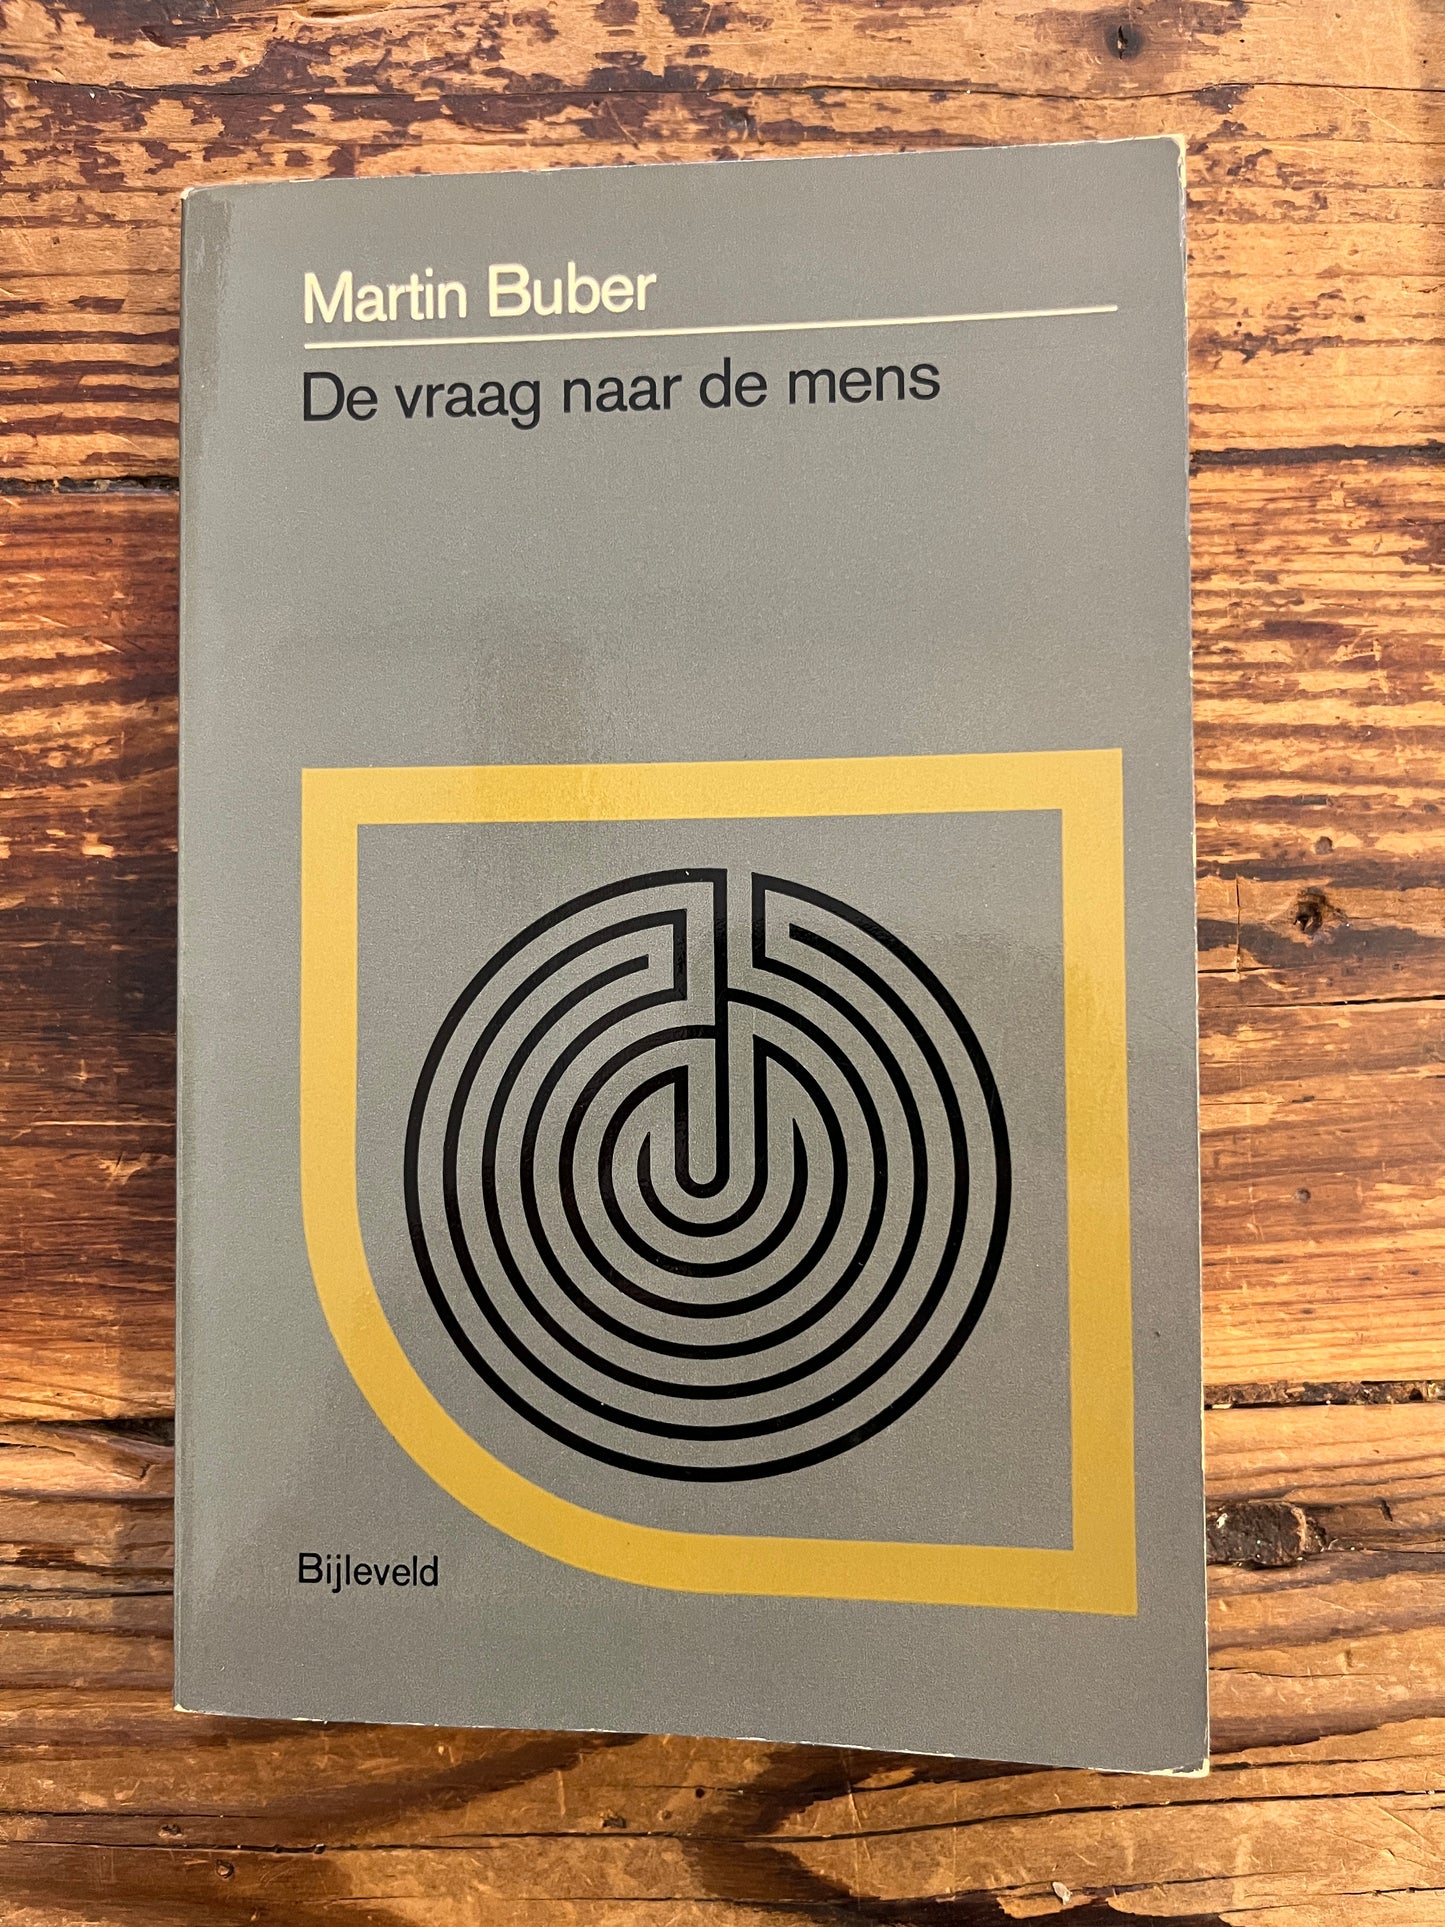 Martin Buber
De vraag naar de mens
Bijleveld